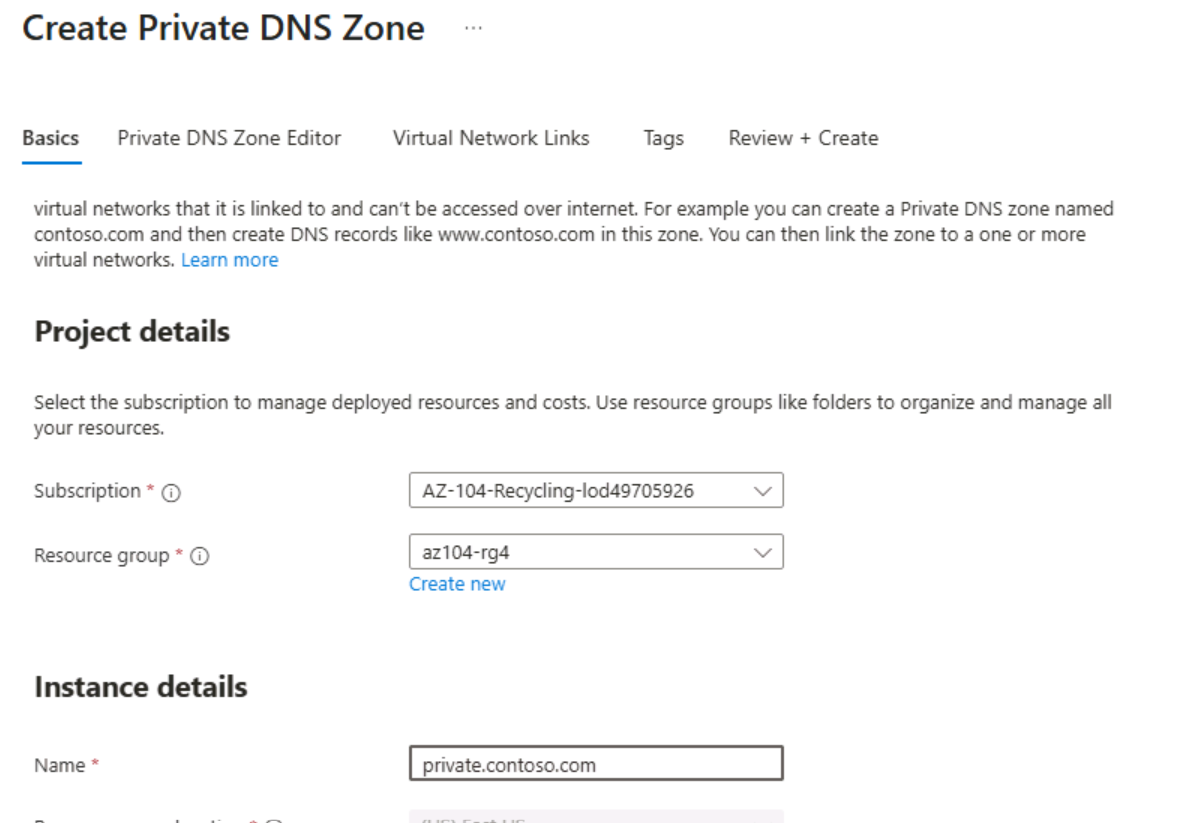 Create Private DNS Zone ...
Basics Private DNS Zone Editor Virtual Network Links Tags Review + Create
virtual networks that it is linked to and can't be accessed over internet. For example you can create a Private DNS zone named
contoso.com and then create DNS records like www.contoso.com in this zone. You can then link the zone to a one or more
virtual networks. Learn more
Project details
Select the subscription to manage deployed resources and costs. Use resource groups like folders to organize and manage all
your resources.
Subscription * AZ-104-Recycling-lod49705926
Resource group * az104-rg4
Create new
Instance details
Name * private.contoso.com